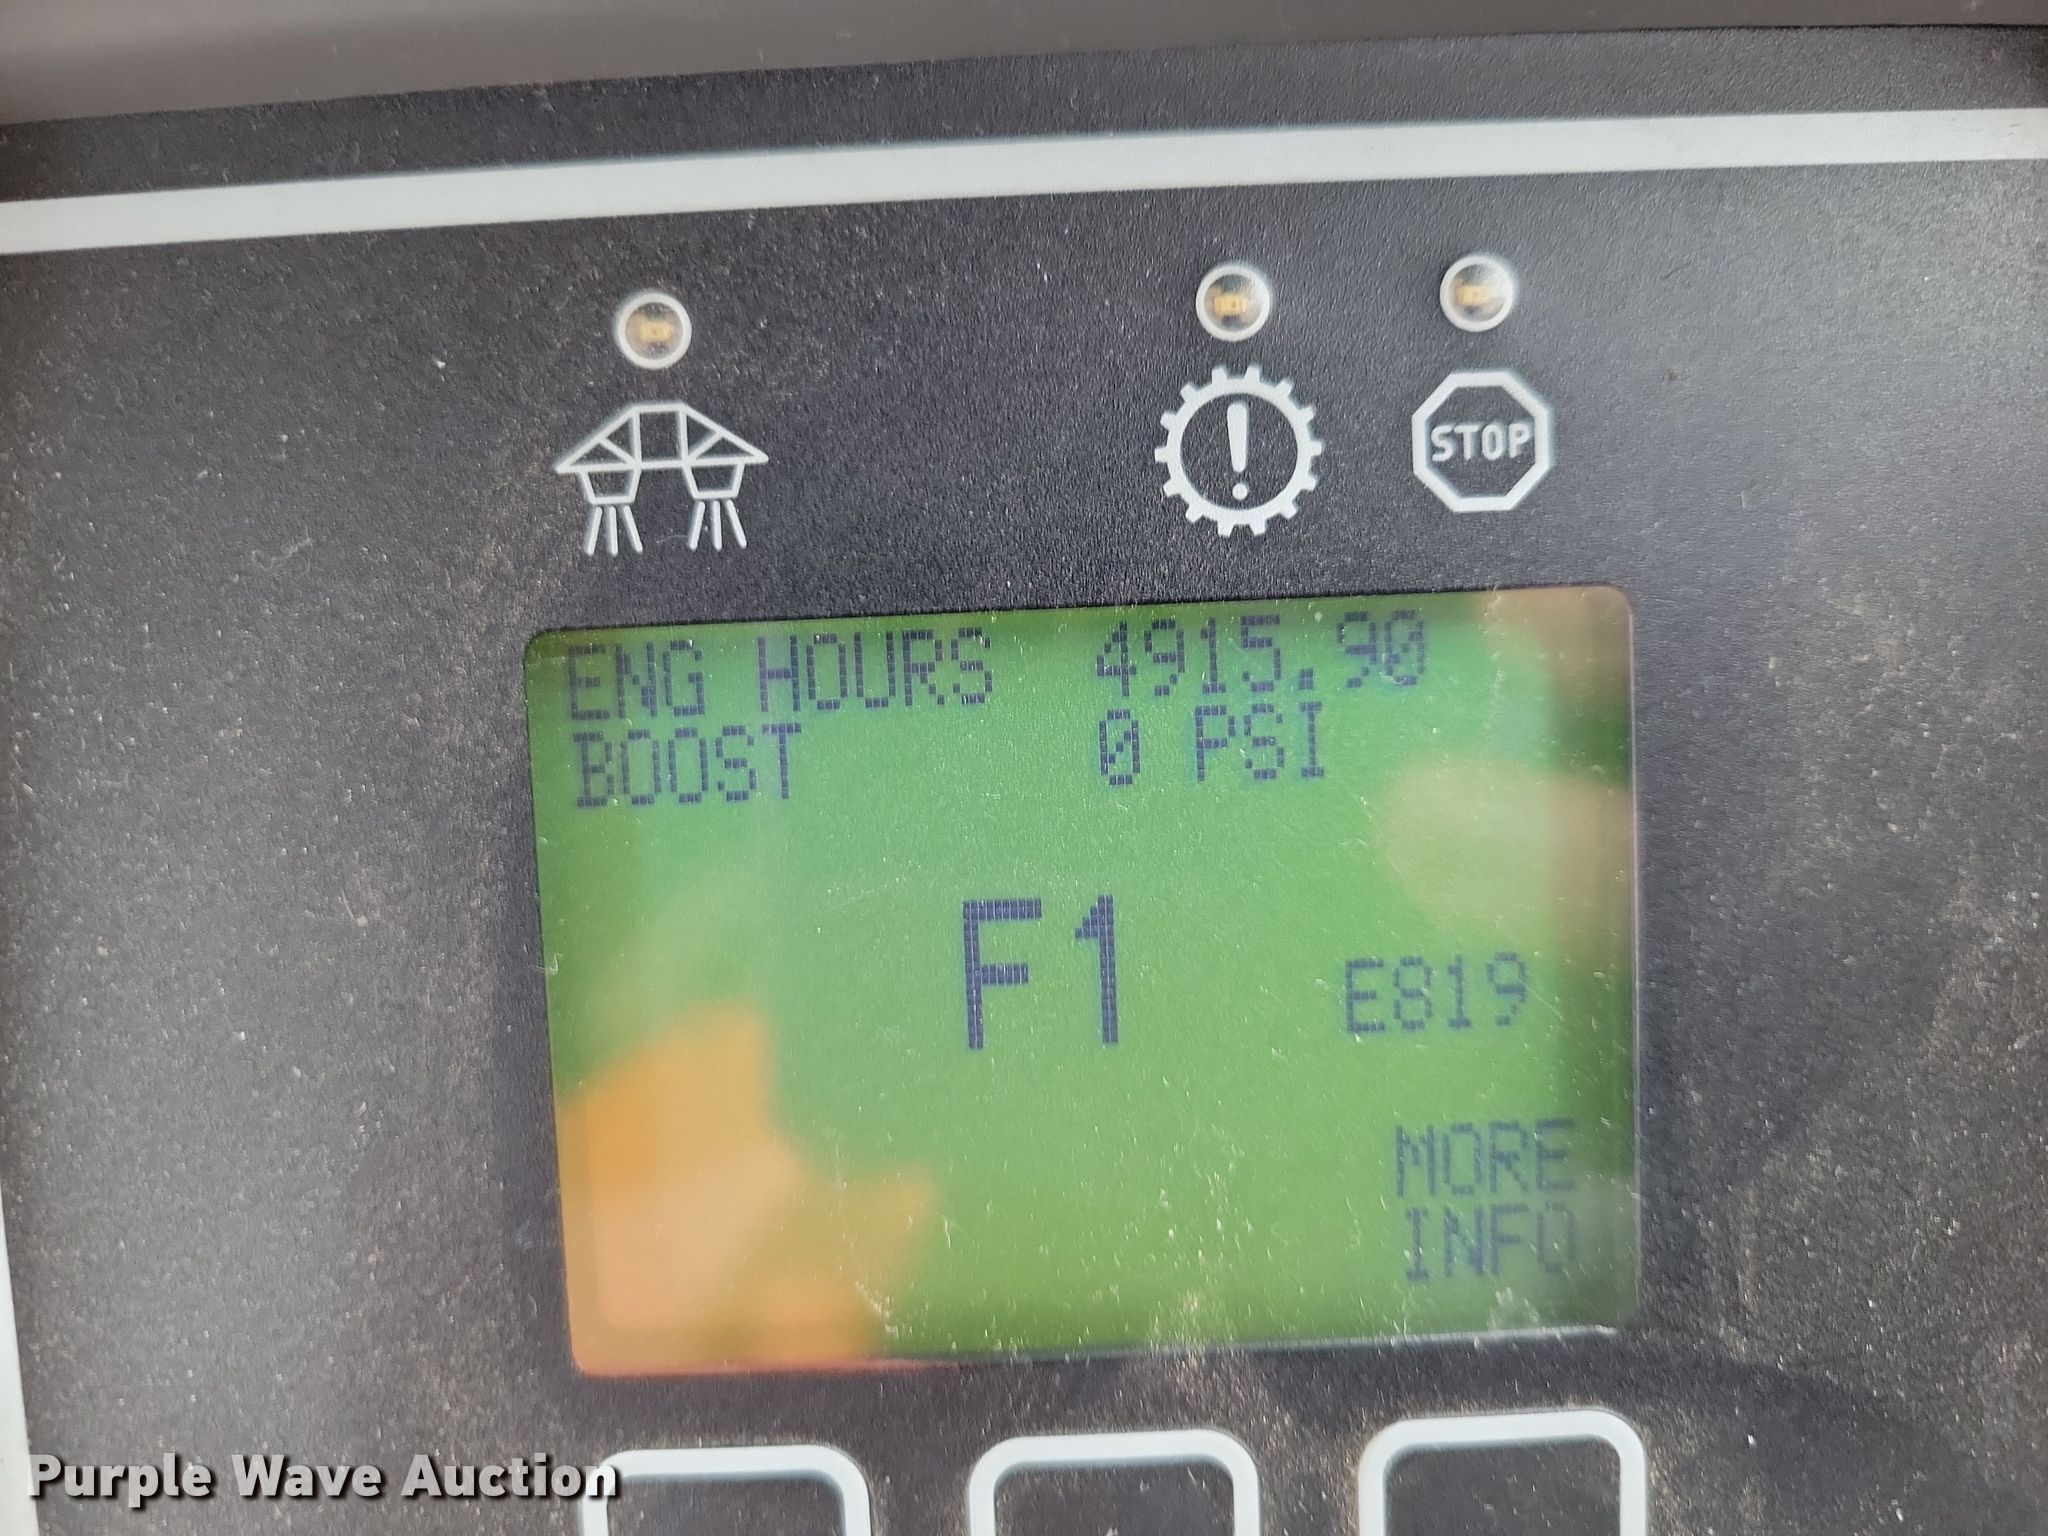 STOP
ENG HOURS 4915.90
BOOST 0 PSI
F1
E819
MORE
INFO
Purple Wave Auction